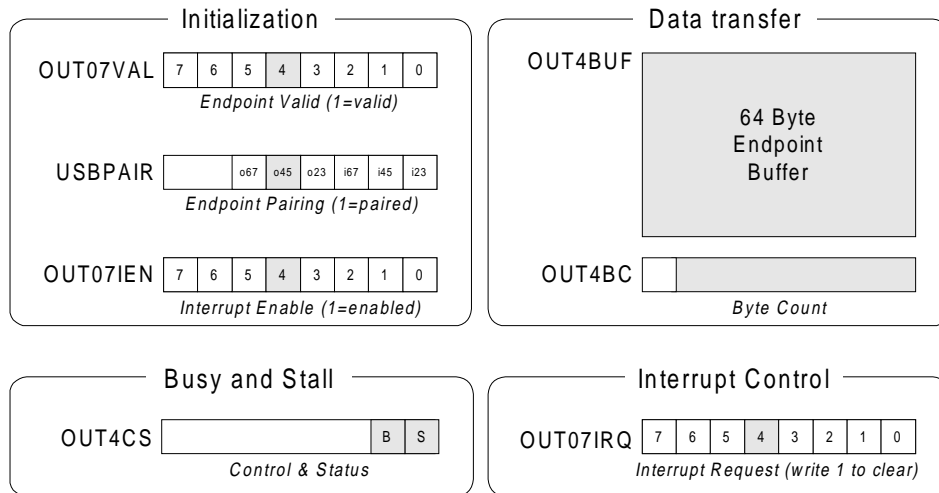 Initialization
OUT07VAL 7 6 5 4 3 2 1 0
Endpoint Valid (1=valid)
USBPAIR o67 o45 o23 i67 i45 i23
Endpoint Pairing (1=paired)
OUT07IEN 7 6 5 4 3 2 1 0
Interrupt Enable (1=enabled)
Data transfer
OUT4BUF
64 Byte
Endpoint
Buffer
OUT4BC
Byte Count
Busy and Stall
OUT4CS B S
Control & Status
Interrupt Control
OUT07IRQ 7 6 5 4 3 2 1 0
Interrupt Request (write 1 to clear)